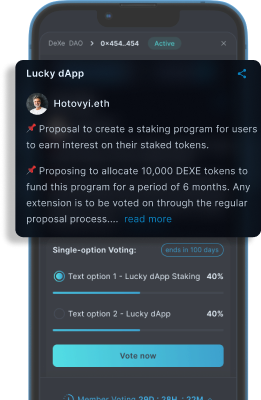 DeXe DAO > 0×454...454 Active ×
Lucky dApp
Hotovyi.eth
📌 Proposal to create a staking program for users
to earn interest on their staked tokens.
📌 Proposing to allocate 10,000 DEXE tokens to
fund this program for a period of 6 months. Any
extension is to be voted on through the regular
proposal process.... read more
Single-option Voting: ends in 100 days
Text option 1 - Lucky dApp Staking 40%
Text option 2 - Lucky dApp 40%
Vote now
Member Voting 29D : 38H : 22M